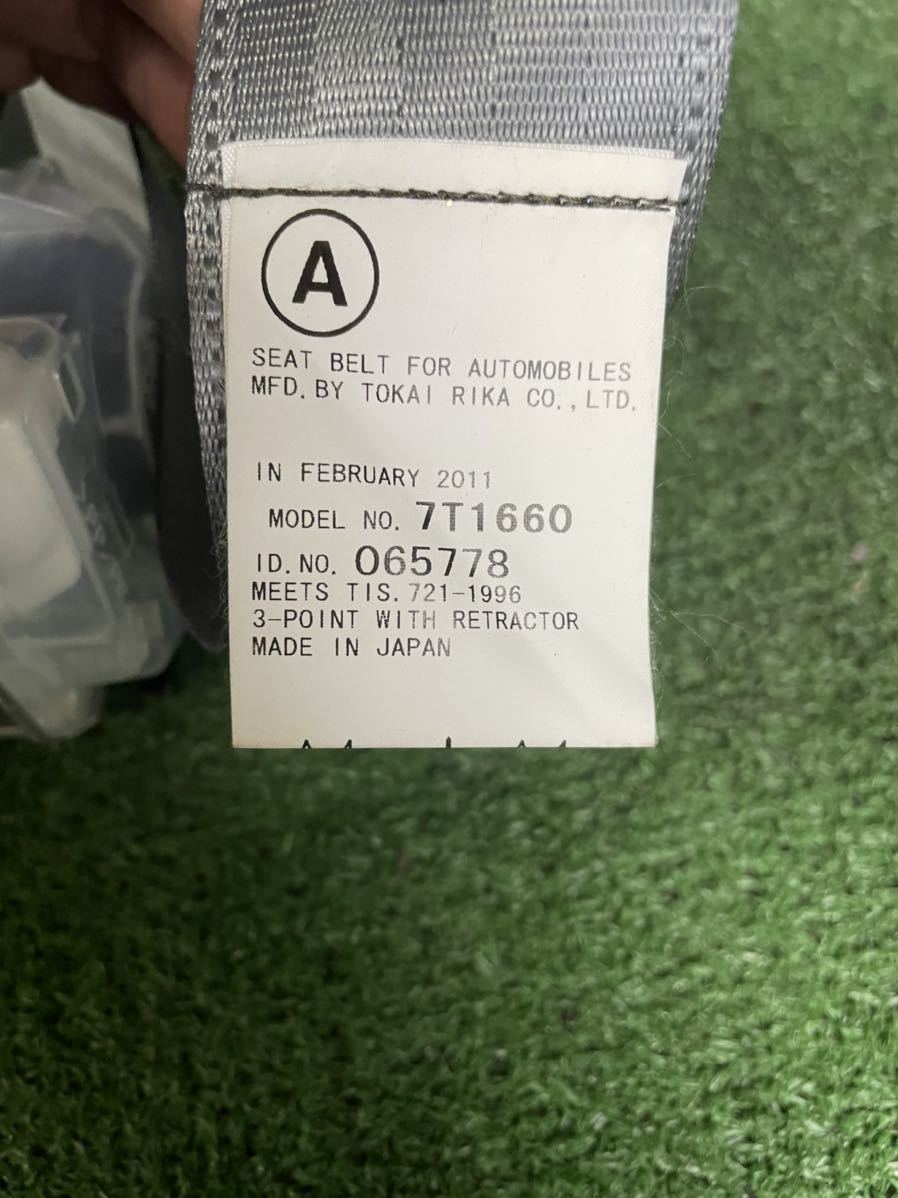 A
SEAT BELT FOR AUTOMOBILES
MFD. BY TOKAI RIKA CO., LTD.
IN FEBRUARY 2011
MODEL NO. 7T1660
ID. NO. 065778
MEETS TIS. 721-1996
3-POINT WITH RETRACTOR
MADE IN JAPAN